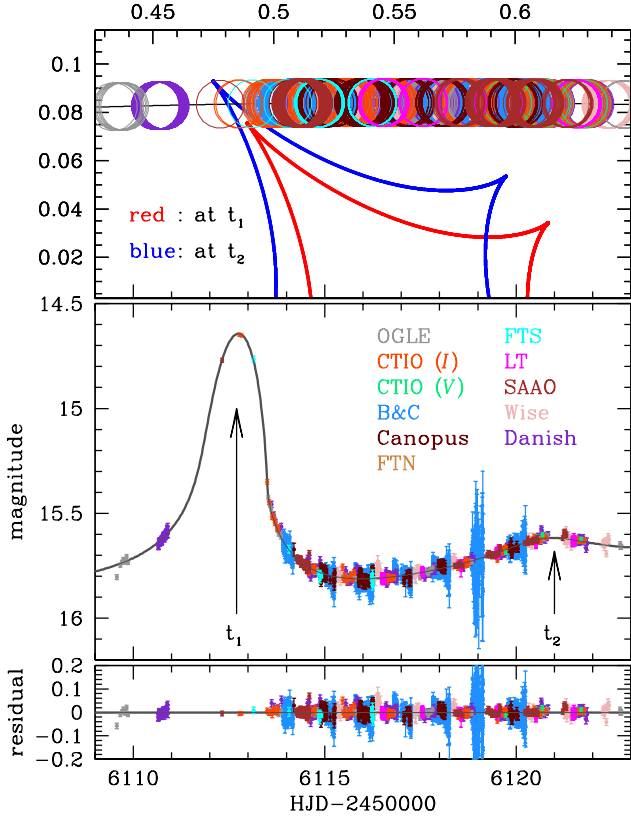 0.45 0.5 0.55 0.6
0.1
0.08
0.06
0.04
0.02
red : at t₁
blue: at t₂
14.5
15
15.5
16
magnitude
OGLE FTS
CTIO (I) LT
CTIO (V) SAAO
B&C Wise
Canopus Danish
FTN
t₁ t₂
0.2
0.1
0
−0.1
−0.2
residual
6110 6115 6120
HJD−2450000